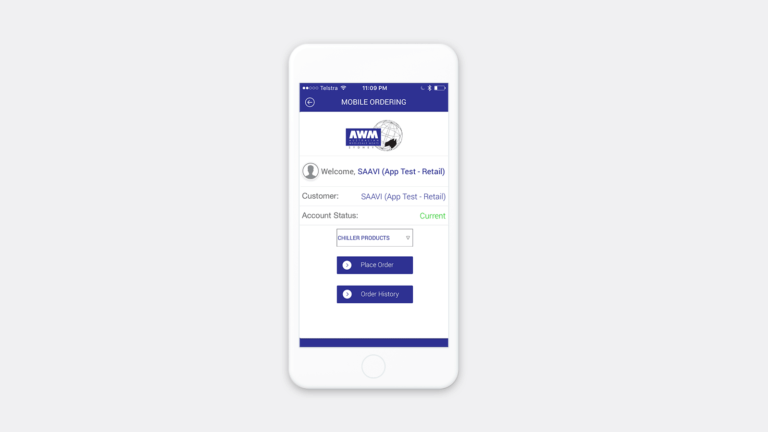 Telstra 11:09 PM
MOBILE ORDERING
AWM
Welcome, SAAVI (App Test - Retail)
Customer: SAAVI (App Test - Retail)
Account Status: Current
CHILLER PRODUCTS
Place Order
Order History